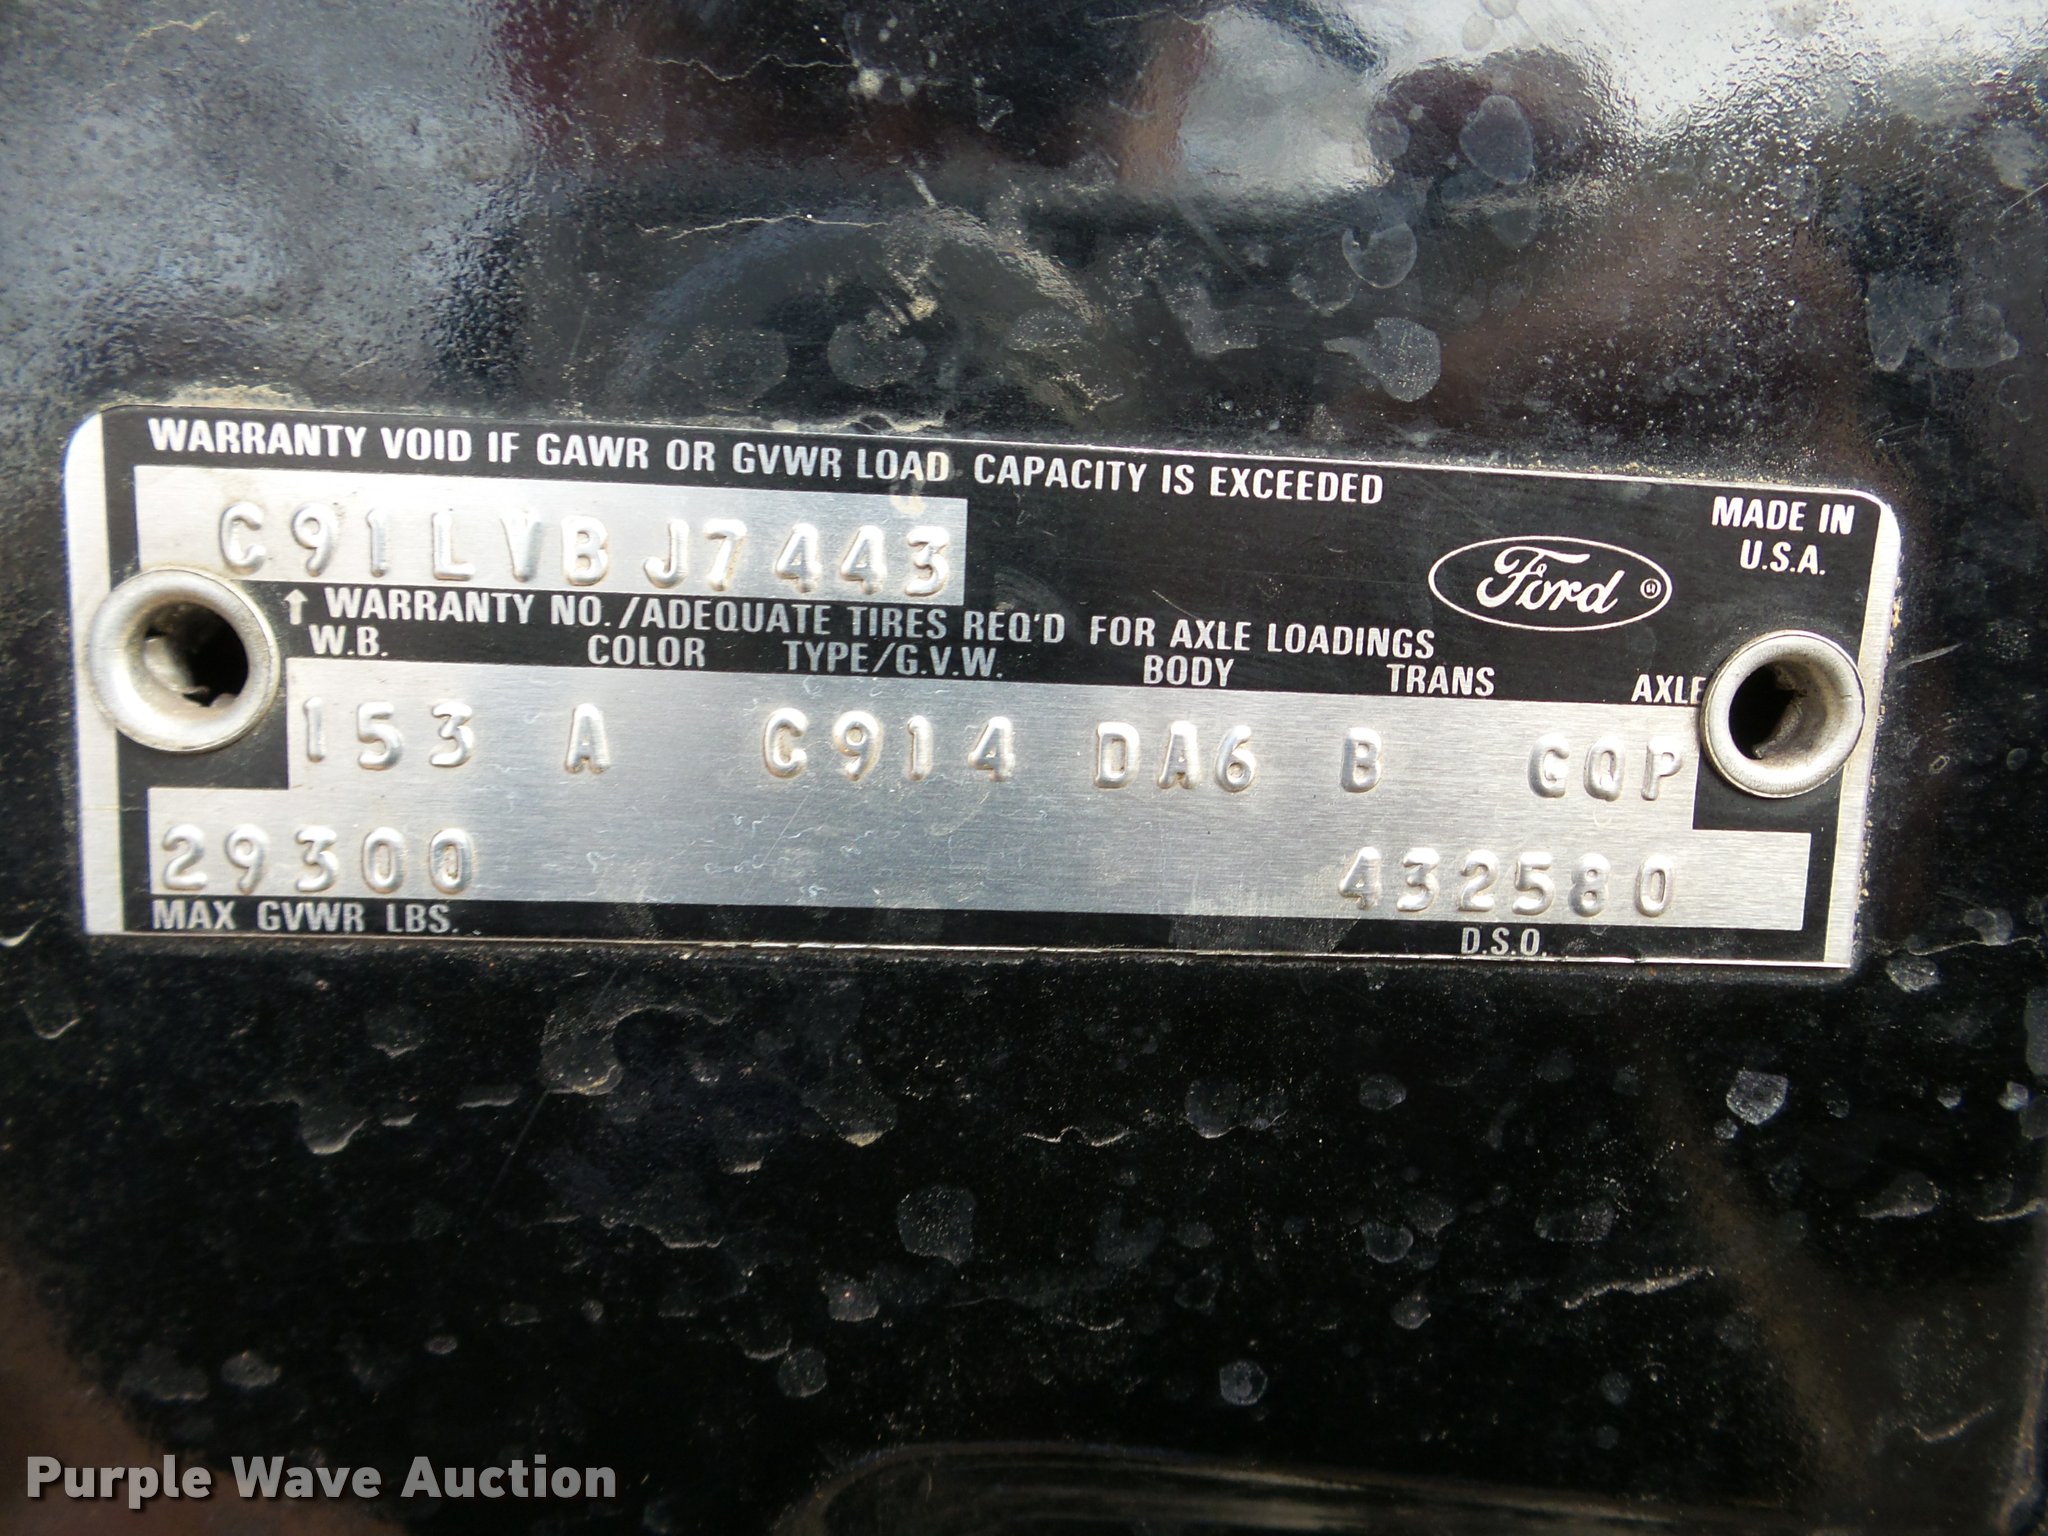 WARRANTY VOID IF GAWR OR GVWR LOAD CAPACITY IS EXCEEDED
MADE IN
U.S.A.
C91LVBJ7443
Ford
↑ WARRANTY NO./ADEQUATE TIRES REQ'D FOR AXLE LOADINGS
W.B. COLOR TYPE/G.V.W. BODY TRANS AXLE
153 A C914 DA6 B GQP
29300 432580
MAX GVWR LBS. D.S.O.
Purple Wave Auction